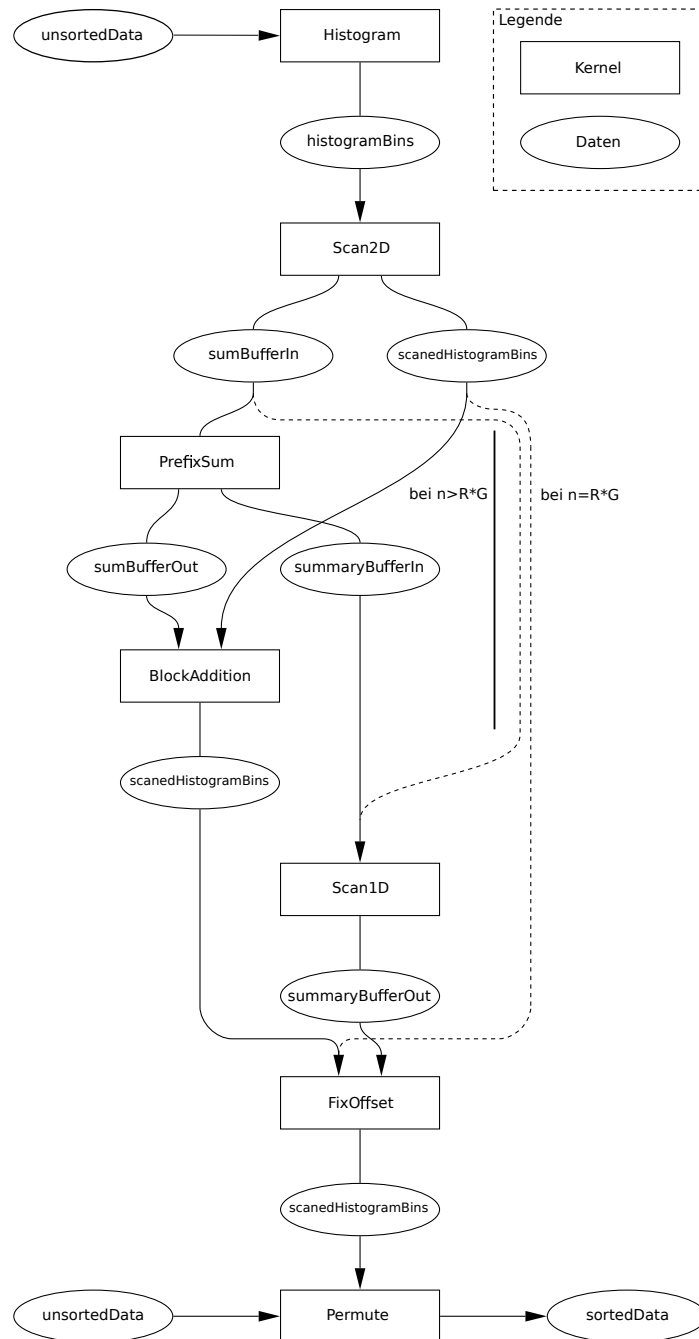 unsortedData
Histogram
Legende
Kernel
Daten
histogramBins
Scan2D
sumBufferIn
scanedHistogramBins
PrefixSum
bei n>R*G
bei n=R*G
sumBufferOut
summaryBufferIn
BlockAddition
scanedHistogramBins
Scan1D
summaryBufferOut
FixOffset
scanedHistogramBins
unsortedData
Permute
sortedData